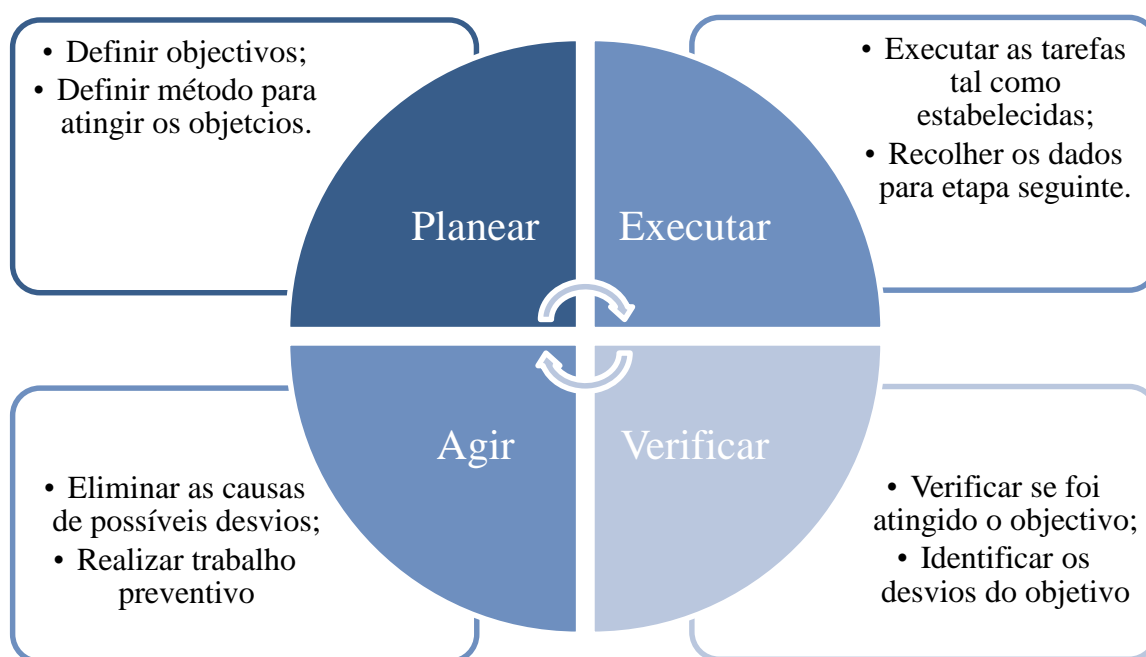 • Definir objectivos;
• Definir método para
atingir os objetcios.
• Executar as tarefas
tal como
estabelecidas;
• Recolher os dados
para etapa seguinte.
Planear
Executar
Agir
Verificar
• Eliminar as causas
de possíveis desvios;
• Realizar trabalho
preventivo
• Verificar se foi
atingido o objectivo;
• Identificar os
desvios do objetivo